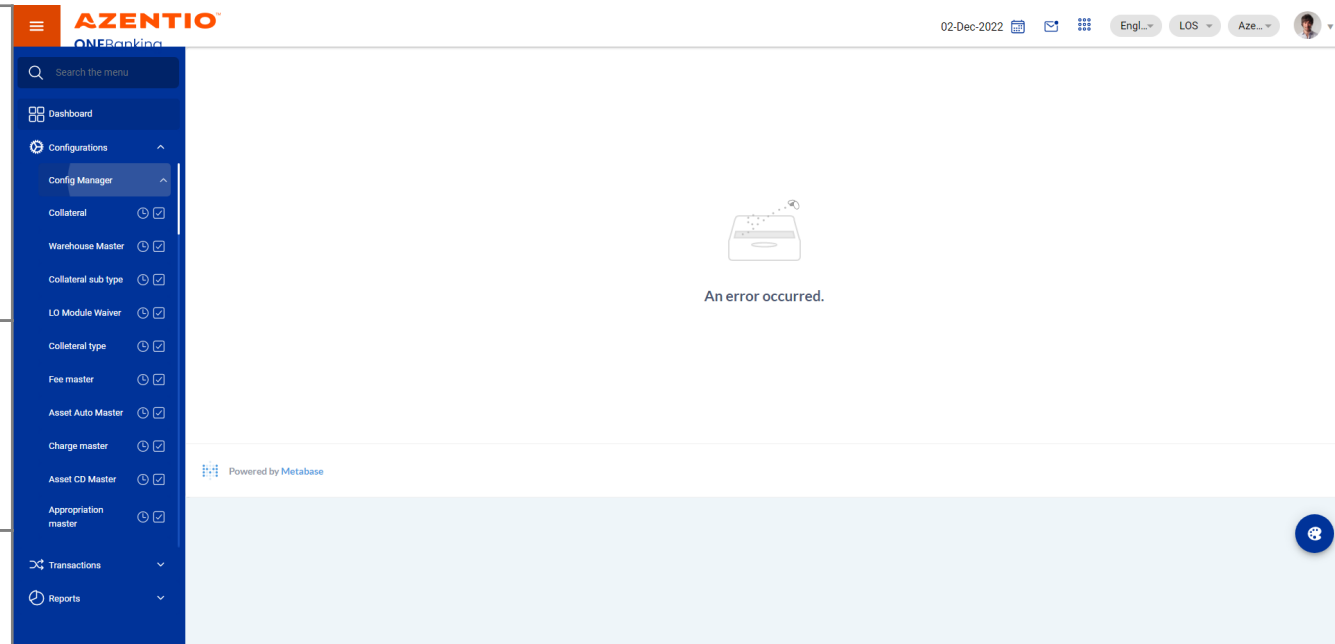 AZENTIO™
ONEBanking
02-Dec-2022
Engl...
LOS
Aze...
Search the menu
Dashboard
Configurations
Config Manager
Collateral
Warehouse Master
Collateral sub type
LO Module Waiver
Colleteral type
Fee master
Asset Auto Master
Charge master
Asset CD Master
Appropriation
master
Transactions
Reports
An error occurred.
Powered by Metabase